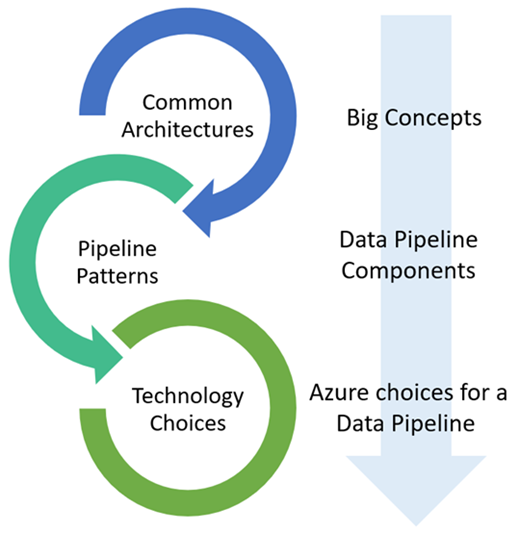 Common
Architectures
Big Concepts
Pipeline
Patterns
Data Pipeline
Components
Technology
Choices
Azure choices for a
Data Pipeline